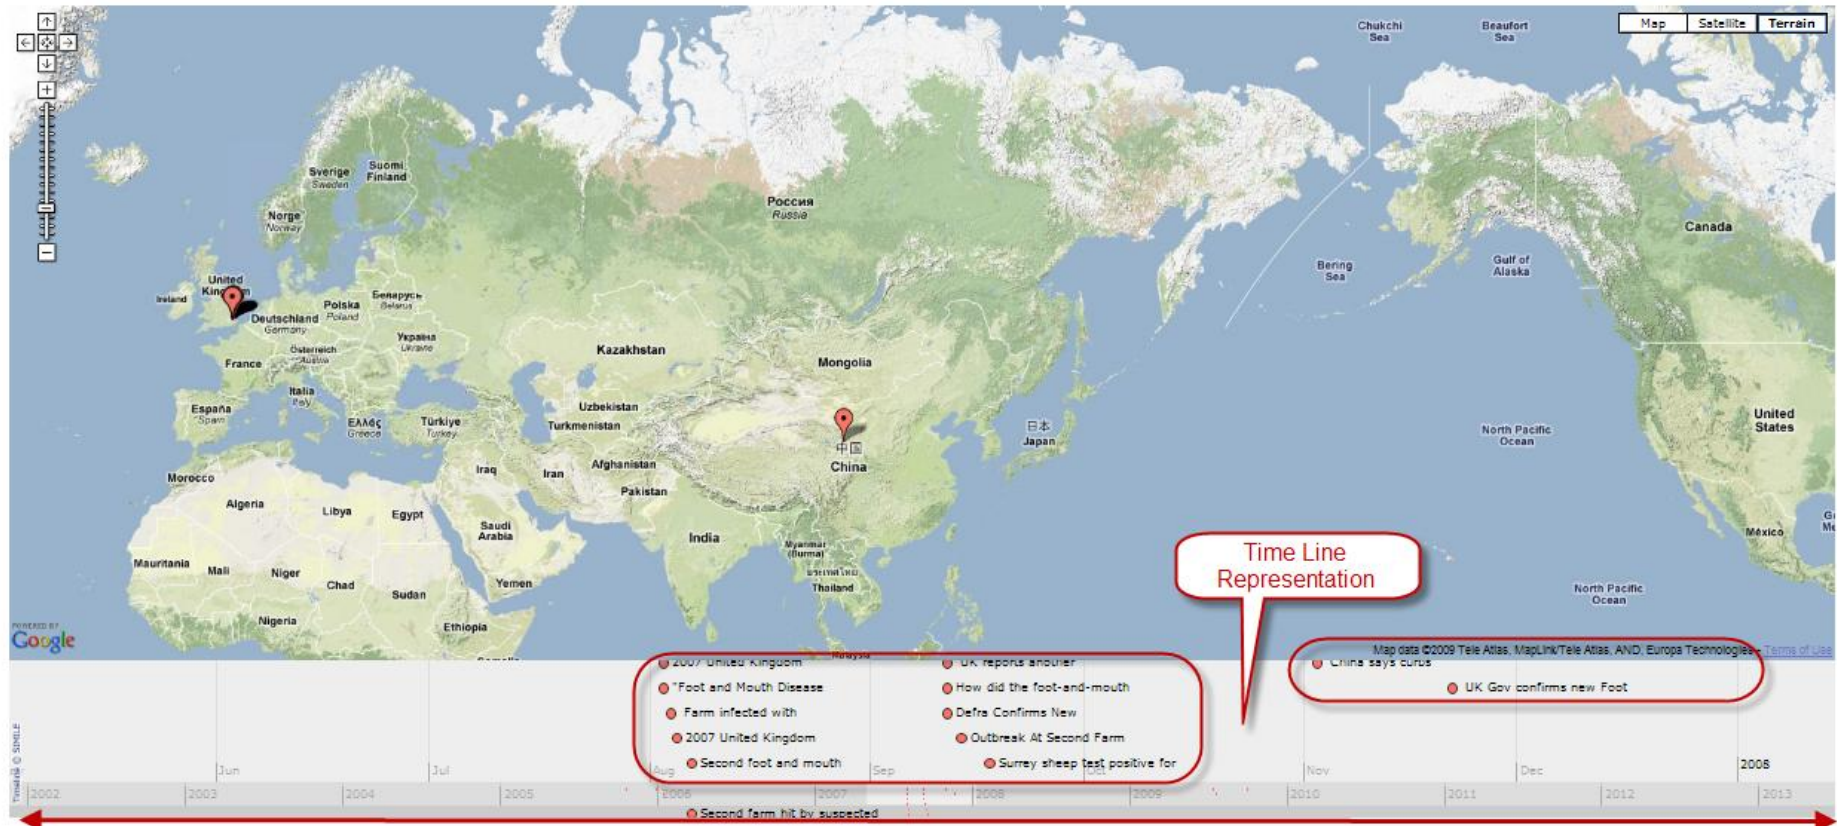 Chukchi
Sea
Beaufort
Sea
Map
Satellite
Terrain
Sverige
Sweden
Suomi
Finland
Россия
Russia
Norge
Norway
Canada
Bering
Sea
Gulf of
Alaska
United
Kingdom
Ireland
Polska
Poland
Беларусь
Belarus
Deutschland
Germany
Україна
Ukraine
Österreich
Austria
France
Kazakhstan
Mongolia
Italia
Italy
España
Spain
Uzbekistan
Ελλάς
Greece
Türkiye
Turkey
Turkmenistan
日本
Japan
North Pacific
Ocean
United
States
中国
China
Morocco
Iraq
Iran
Afghanistan
Pakistan
Algeria
Libya
Egypt
Saudi
Arabia
India
Myanmar
(Burma)
México
Mauritania
Mali
Niger
Chad
Sudan
Yemen
Thailand
Time Line
Representation
North Pacific
Ocean
Nigeria
Ethiopia
POWERED BY
Google
Map data ©2009 Tele Atlas, MapLink/Tele Atlas, AND, Europa Technologies - Terms of Use
2007 United Kingdom
UK reports another
China says curbs
"Foot and Mouth Disease
How did the foot-and-mouth
UK Gov confirms new Foot
Farm infected with
Defra Confirms New
2007 United Kingdom
Outbreak At Second Farm
Second foot and mouth
Surrey sheep test positive for
Jun
Jul
Aug
Sep
Oct
Nov
Dec
2008
2002
2003
2004
2005
2006
2007
2008
2009
2010
2011
2012
2013
Second farm hit by suspected
Timeline © SIMILE